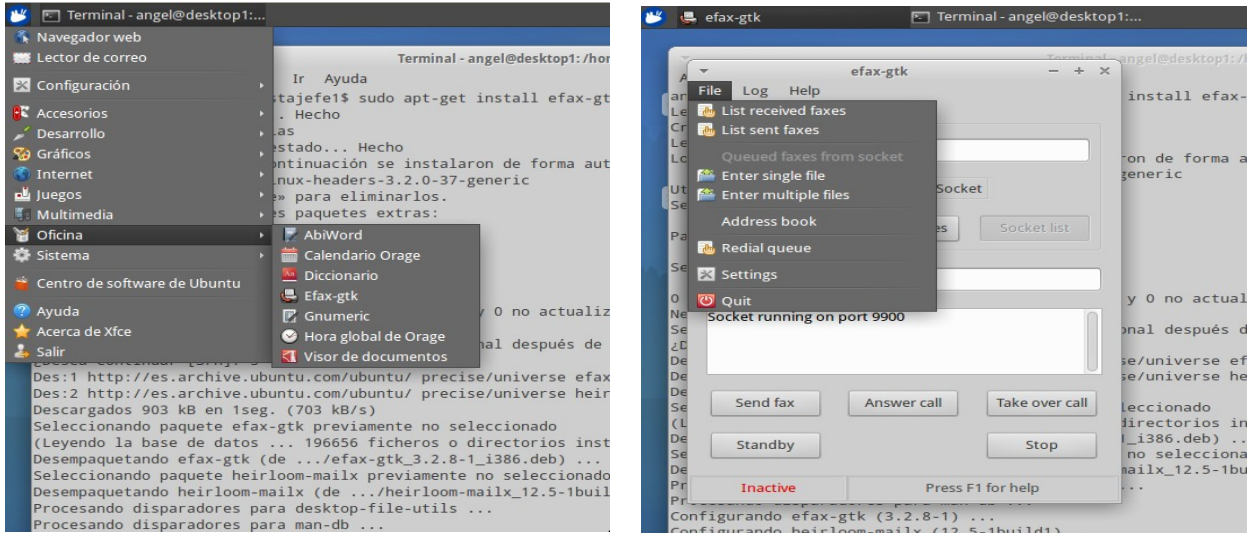 Terminal - angel@desktop1:...
Navegador web
Lector de correo
Configuración
Accesorios
Desarrollo
Gráficos
Internet
Juegos
Multimedia
Oficina
Sistema
Centro de software de Ubuntu
Ayuda
Acerca de Xfce
Salir
AbiWord
Calendario Orage
Diccionario
Efax-gtk
Gnumeric
Hora global de Orage
Visor de documentos
Terminal - angel@desktop1: /hor
Ir Ayuda
stajefe1$ sudo apt-get install efax-gt
. Hecho
ias
estado... Hecho
ontinuación se instalaron de forma aut
inux-headers-3.2.0-37-generic
e» para eliminarlos.
es paquetes extras:
y 0 no actualiz
nal después de
Des:1 http://es.archive.ubuntu.com/ubuntu/ precise/universe efax
Des:2 http://es.archive.ubuntu.com/ubuntu/ precise/universe heir
Descargados 903 kB en 1seg. (703 kB/s)
Seleccionando paquete efax-gtk previamente no seleccionado
(Leyendo la base de datos ... 196656 ficheros o directorios inst
Desempaquetando efax-gtk (de .../efax-gtk_3.2.8-1_i386.deb) ...
Seleccionando paquete heirloom-mailx previamente no seleccionado
Desempaquetando heirloom-mailx (de .../heirloom-mailx_12.5-1buil
Procesando disparadores para desktop-file-utils ...
Procesando disparadores para man-db ...
efax-gtk
Terminal - angel@desktop1:...
efax-gtk
File Log Help
List received faxes
List sent faxes
Queued faxes from socket
Enter single file
Enter multiple files
Address book
Redial queue
Settings
Quit
Socket
Socket list
Socket running on port 9900
Send fax
Answer call
Take over call
Standby
Stop
Inactive
Press F1 for help
install efax-
ron de forma a
generic
y 0 no actual
onal después d
se/universe ef
se/universe he
leccionado
directorios in
1_i386.deb) ..
no selecciona
mailx_12.5-1bu
Configurando efax-gtk (3.2.8-1) ...
Configurando heirloom-mailx (12.5-1build1)